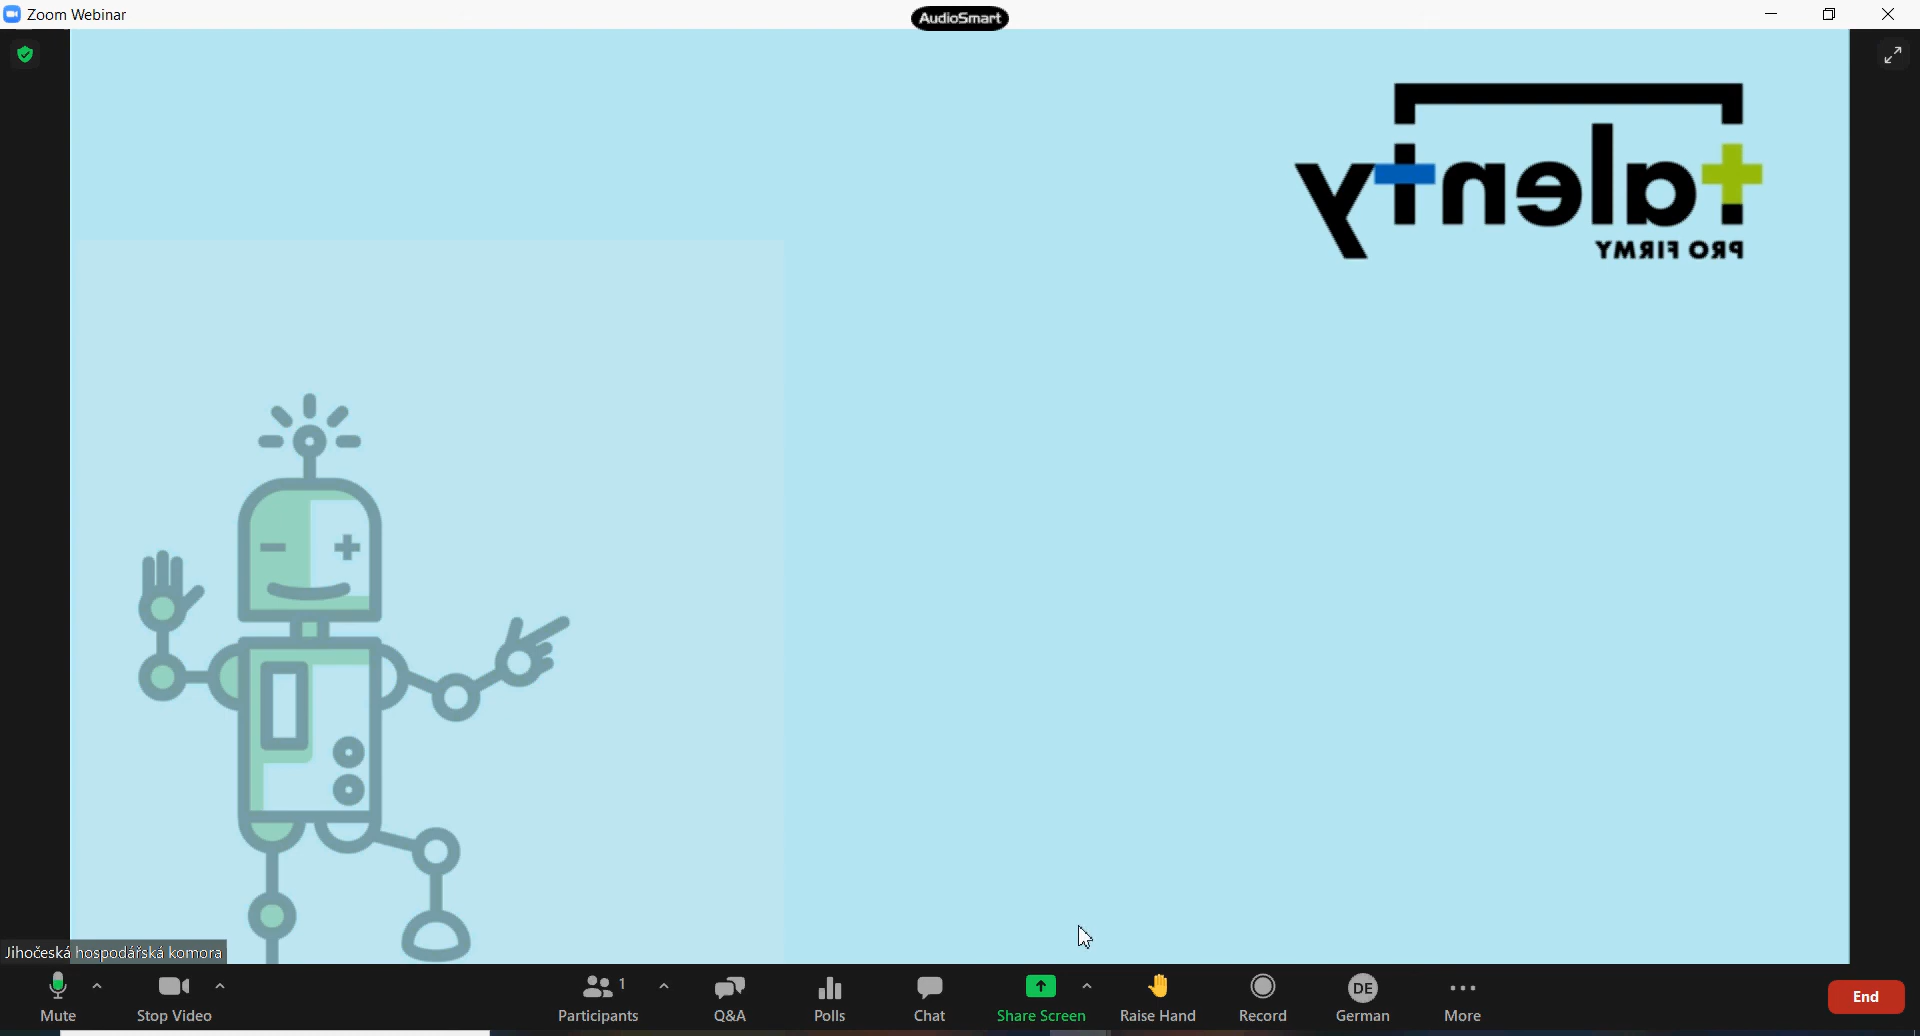 Zoom Webinar
AudioSmart
talenty
PRO FIRMY
Jihočeská hospodářská komora
Mute
Stop Video
1
Participants
Q&A
Polls
Chat
Share Screen
Raise Hand
Record
DE
German
More
End